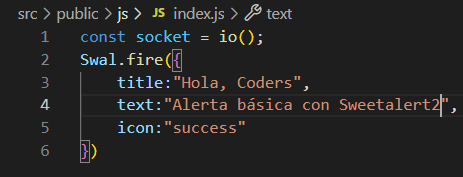 src > public > js > JS index.js > text
1 const socket = io();
2 Swal.fire({
3 title:"Hola, Coders",
4 text:"Alerta básica con Sweetalert2",
5 icon:"success"
6 })